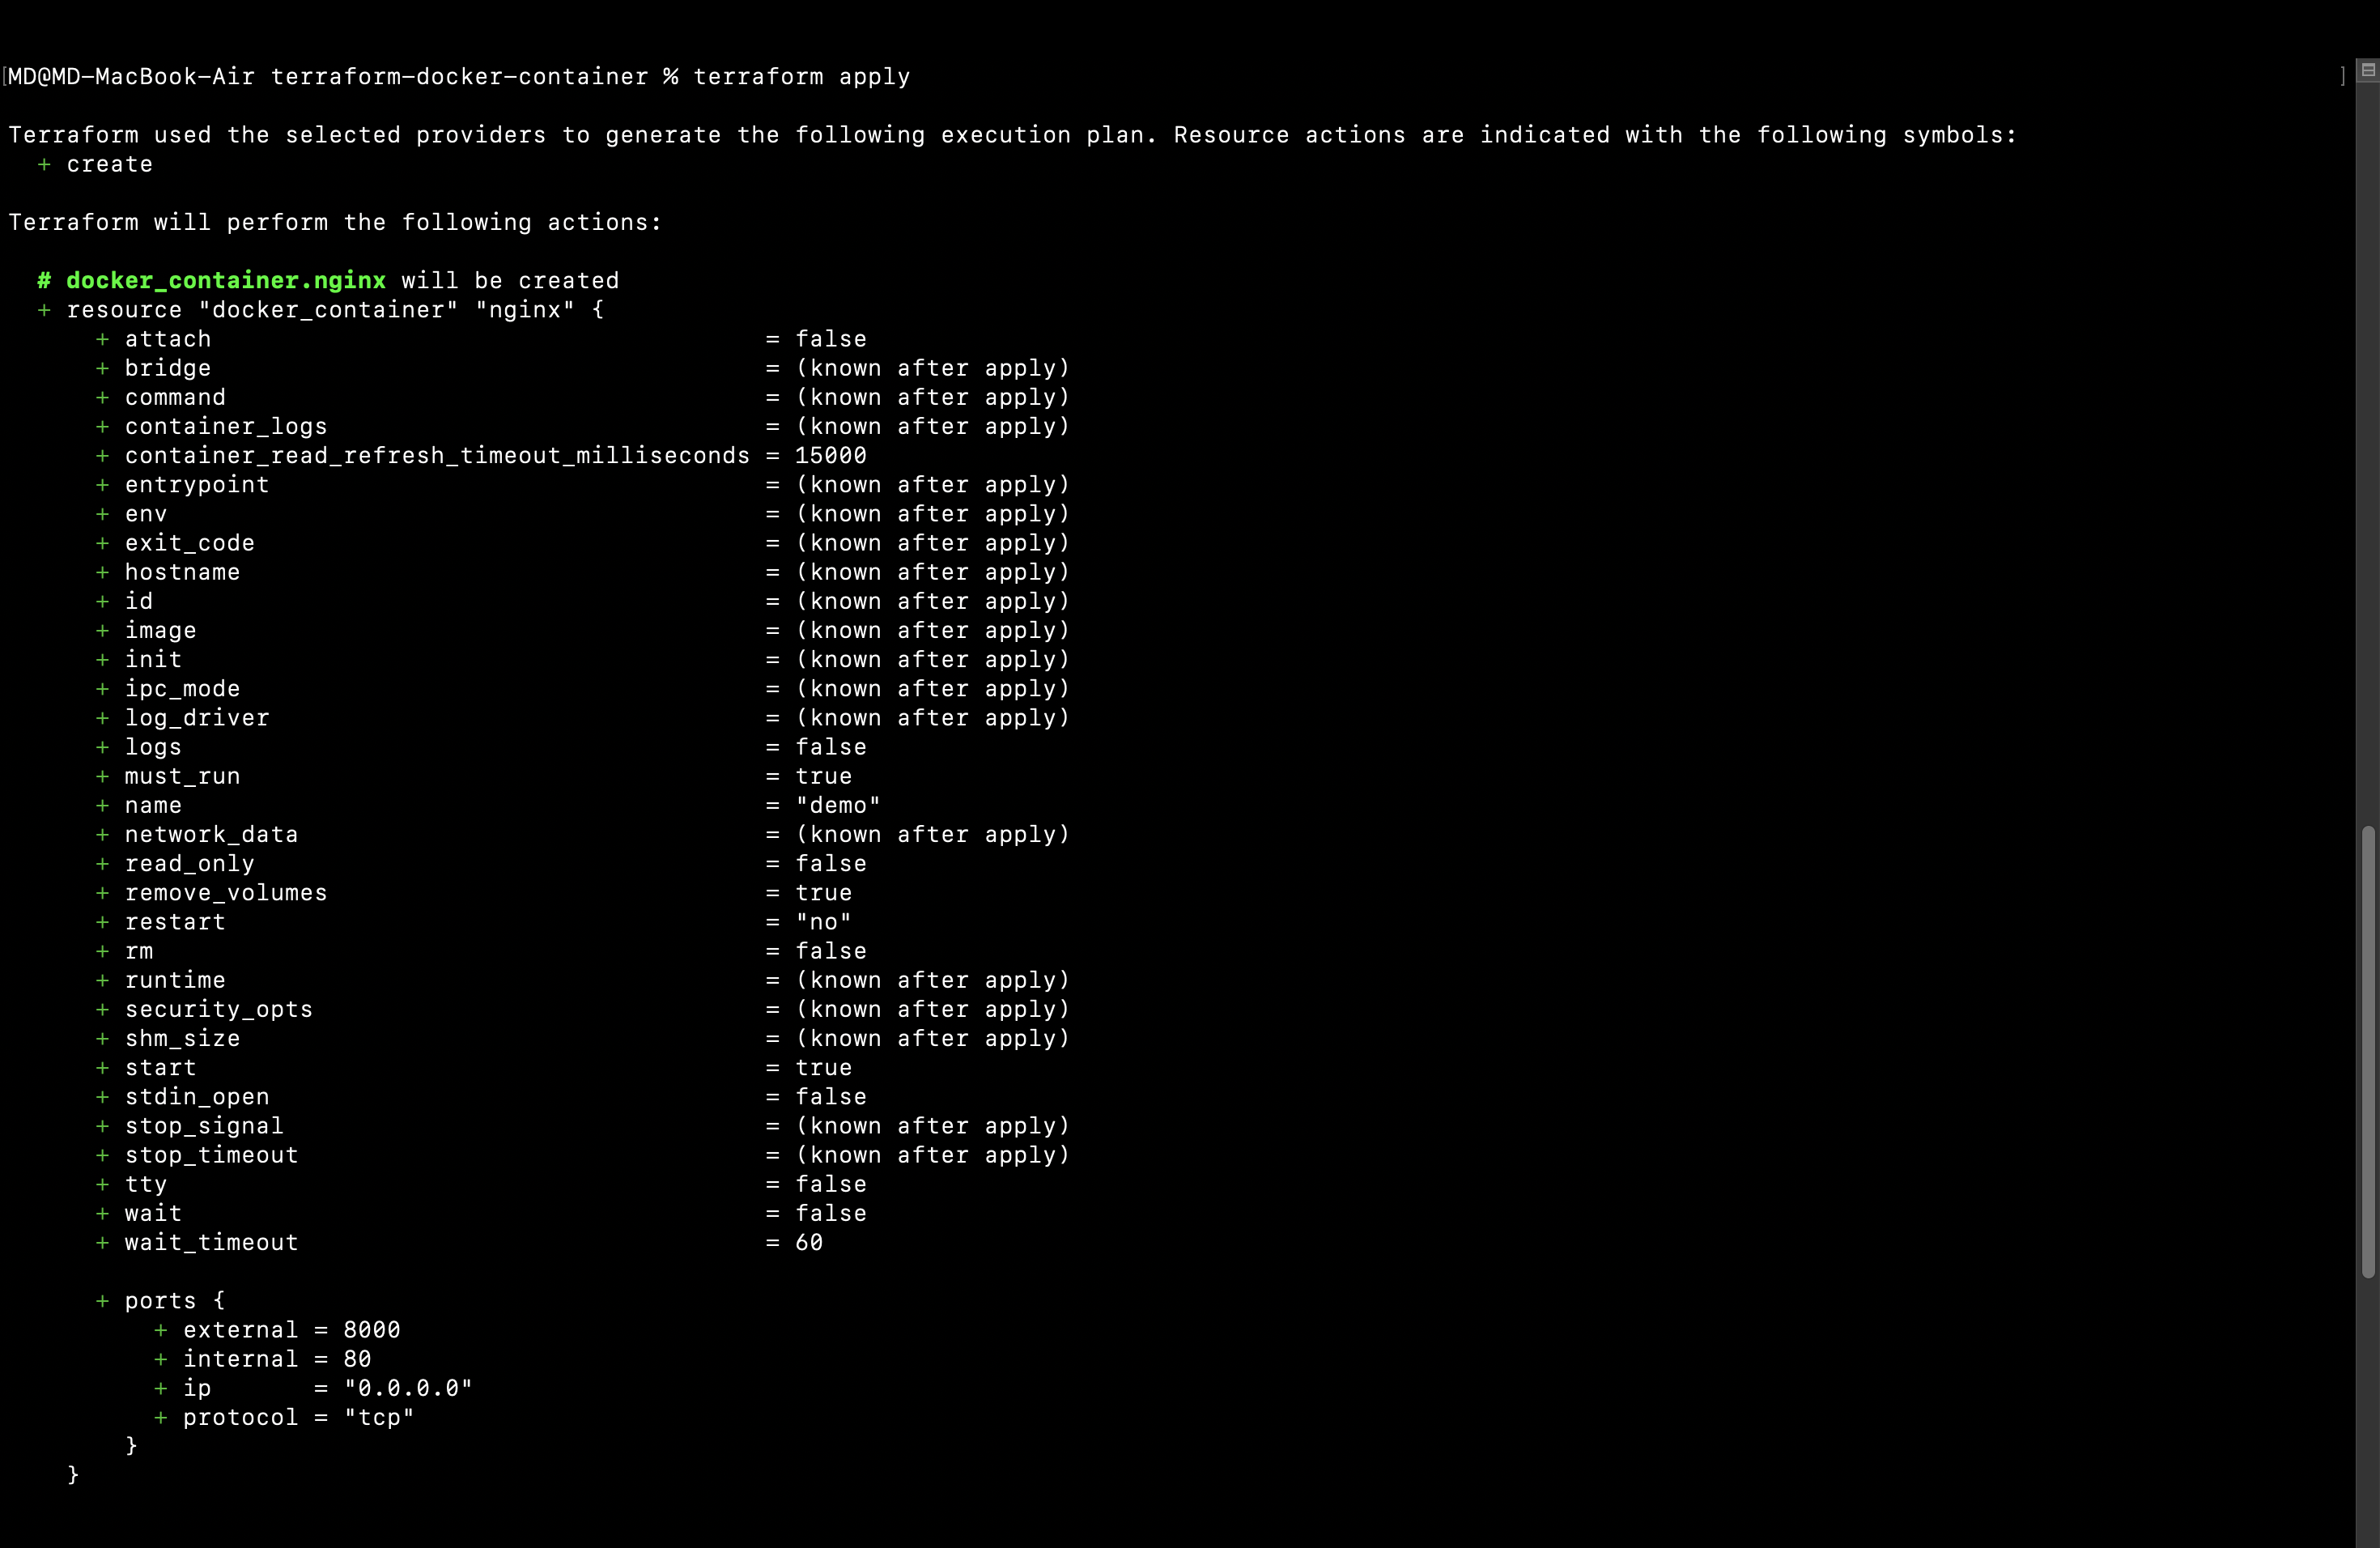 [MD@MD-MacBook-Air terraform-docker-container % terraform apply ]
Terraform used the selected providers to generate the following execution plan. Resource actions are indicated with the following symbols:
+ create
Terraform will perform the following actions:
# docker_container.nginx will be created
+ resource "docker_container" "nginx" {
+ attach = false
+ bridge = (known after apply)
+ command = (known after apply)
+ container_logs = (known after apply)
+ container_read_refresh_timeout_milliseconds = 15000
+ entrypoint = (known after apply)
+ env = (known after apply)
+ exit_code = (known after apply)
+ hostname = (known after apply)
+ id = (known after apply)
+ image = (known after apply)
+ init = (known after apply)
+ ipc_mode = (known after apply)
+ log_driver = (known after apply)
+ logs = false
+ must_run = true
+ name = "demo"
+ network_data = (known after apply)
+ read_only = false
+ remove_volumes = true
+ restart = "no"
+ rm = false
+ runtime = (known after apply)
+ security_opts = (known after apply)
+ shm_size = (known after apply)
+ start = true
+ stdin_open = false
+ stop_signal = (known after apply)
+ stop_timeout = (known after apply)
+ tty = false
+ wait = false
+ wait_timeout = 60
+ ports {
+ external = 8000
+ internal = 80
+ ip = "0.0.0.0"
+ protocol = "tcp"
}
}